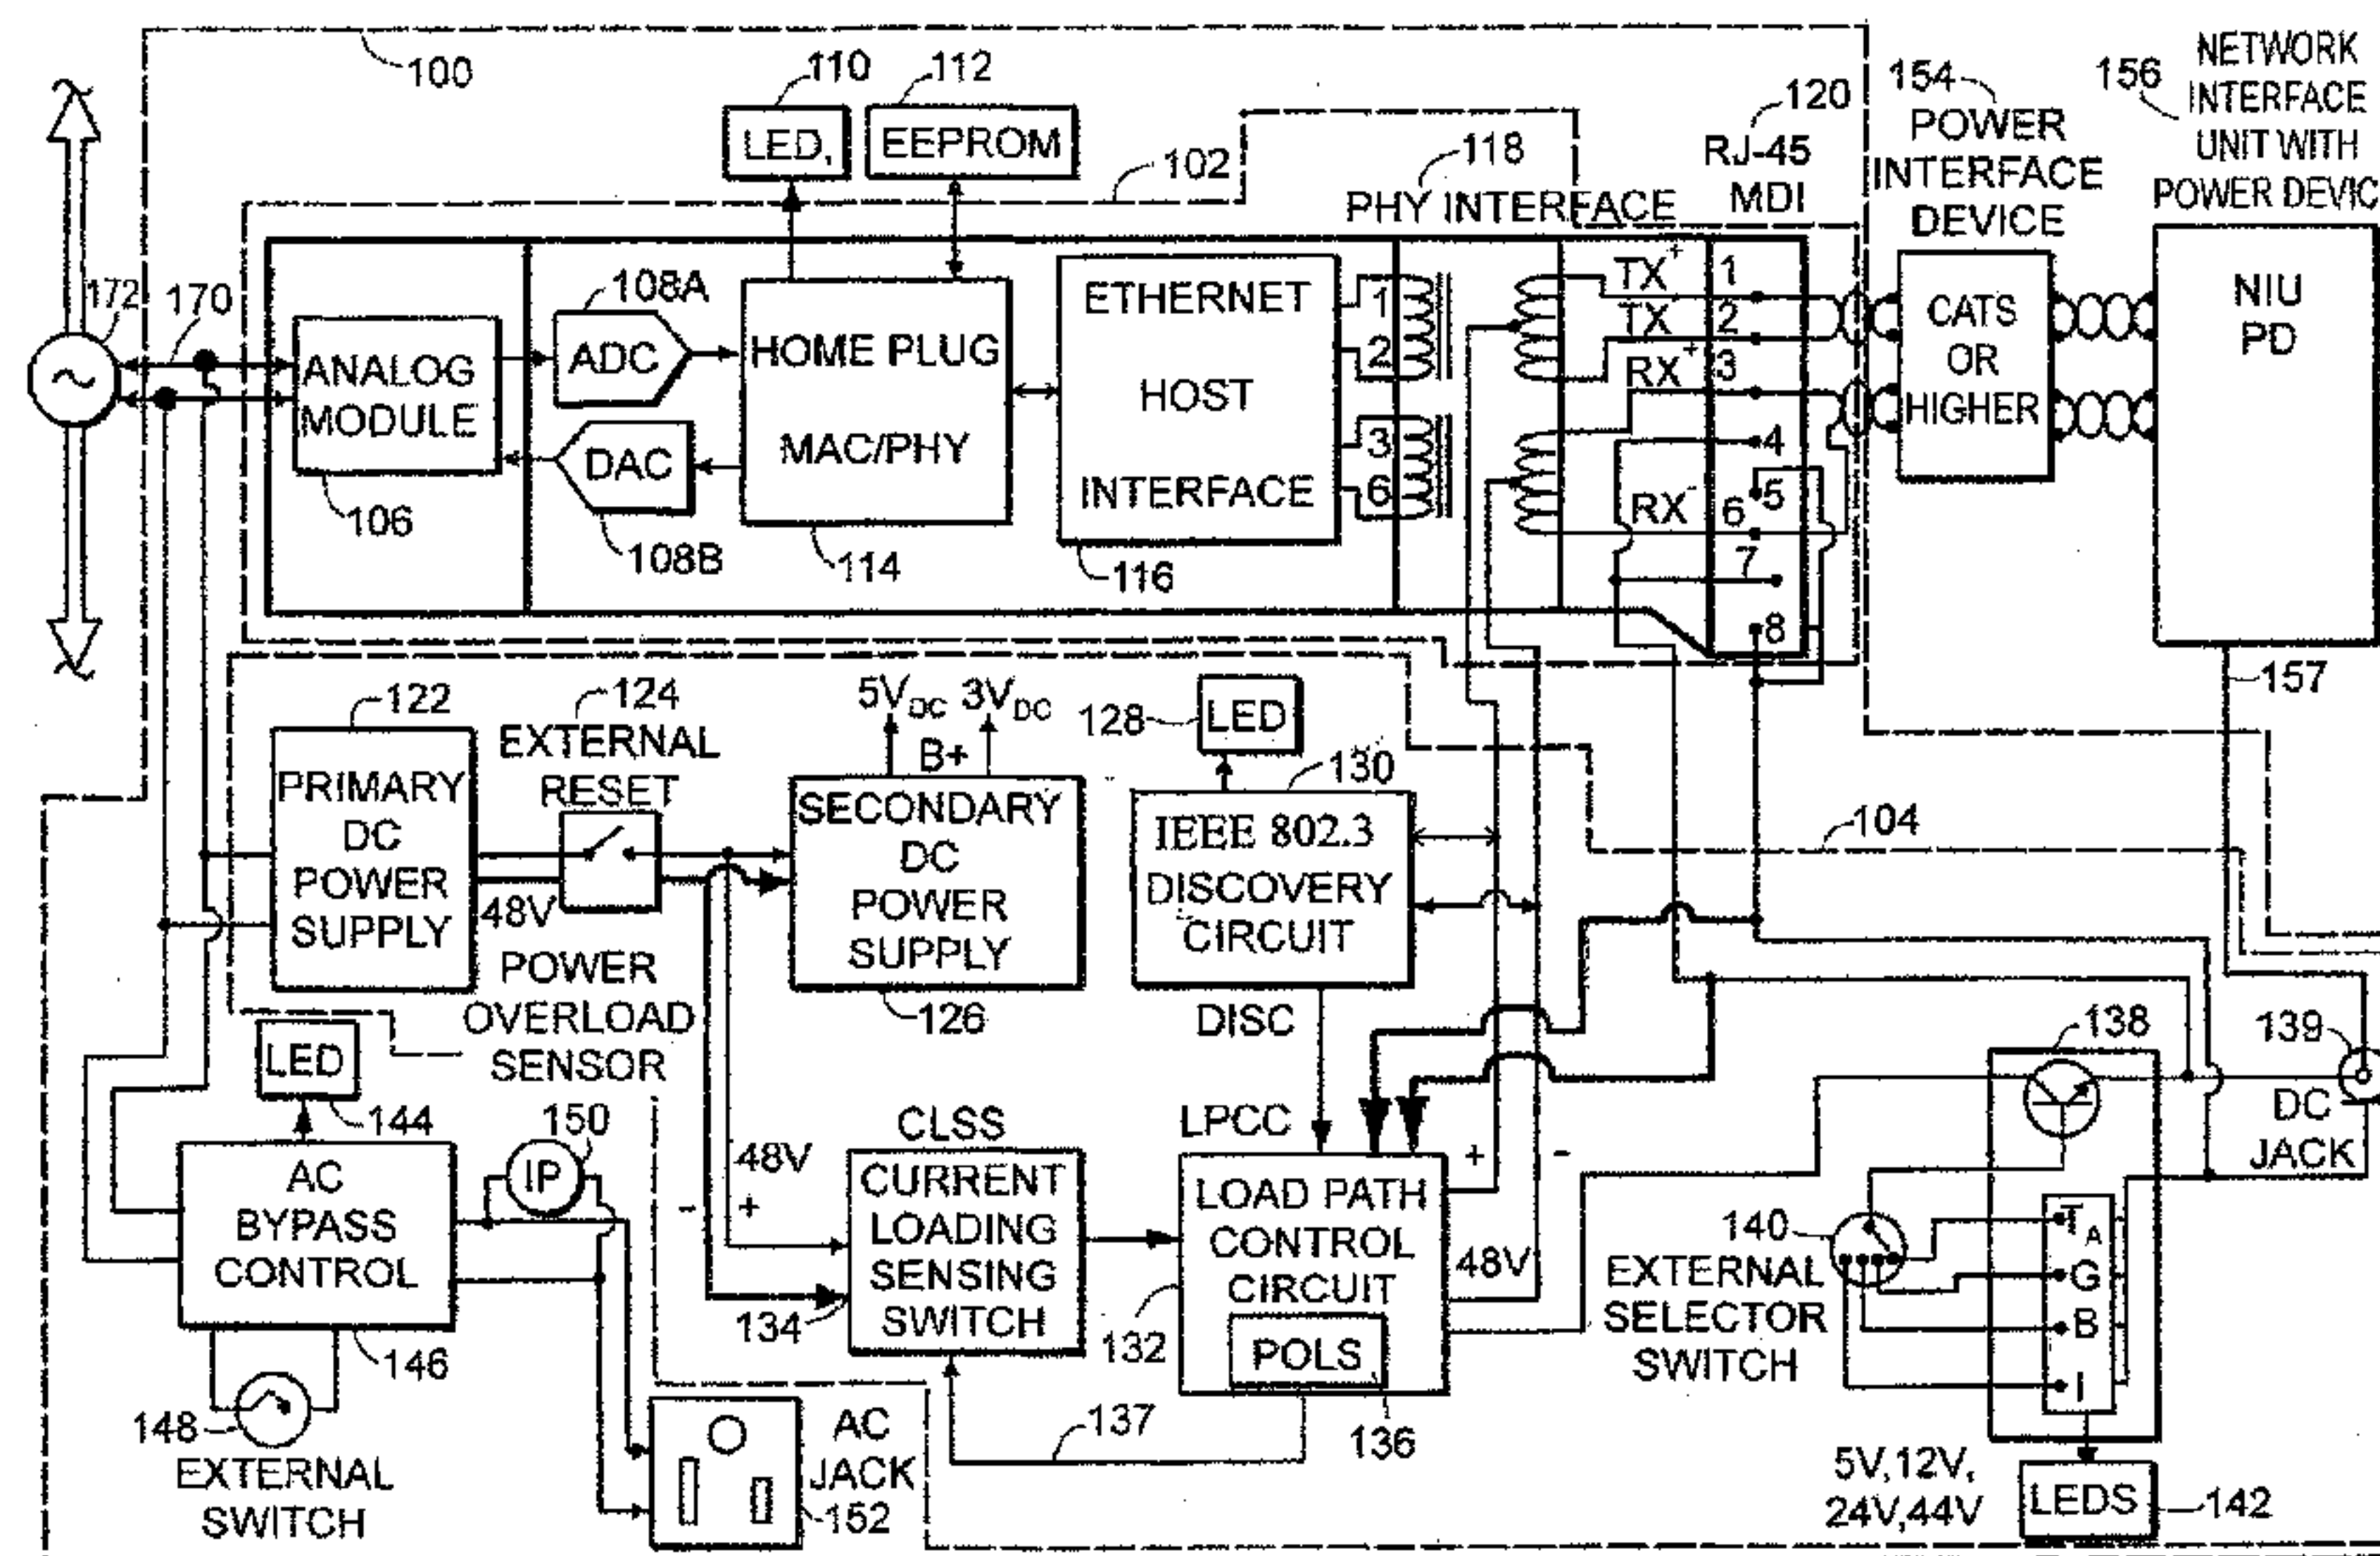 100
110
112
LED,
EEPROM
102
118
PHY INTERFACE
120
RJ-45
MDI
154
POWER
INTERFACE
DEVICE
156
NETWORK
INTERFACE
UNIT WITH
POWER DEVIC
172
170
ANALOG
MODULE
106
108A
ADC
DAC
108B
HOME PLUG
MAC/PHY
114
ETHERNET
HOST
INTERFACE
116
1
2
3
6
TX+
TX-
RX+
RX-
1
2
3
4
5
6
7
8
CATS
OR
HIGHER
NIU
PD
157
122
PRIMARY
DC
POWER
SUPPLY
124
EXTERNAL
RESET
48V
POWER
OVERLOAD
SENSOR
5VDC
3VDC
B+
SECONDARY
DC
POWER
SUPPLY
126
128
LED
130
IEEE 802.3
DISCOVERY
CIRCUIT
DISC
104
LED
144
AC
BYPASS
CONTROL
146
150
IP
148
EXTERNAL
SWITCH
AC
JACK
152
48V
-
+
CLSS
CURRENT
LOADING
SENSING
SWITCH
134
137
LPCC
LOAD PATH
CONTROL
CIRCUIT
POLS
132
136
+
-
48V
138
139
DC
JACK
140
EXTERNAL
SELECTOR
SWITCH
TA
G
B
I
5V,12V,
24V,44V
LEDS
142